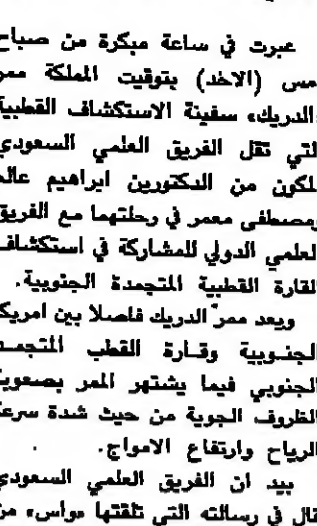 عبرت في ساعة مبكرة من صباح
مس (الاحد) بتوقيت المملكة ممر
«الدريك» سفينة الاستكشاف القطبية
التي تقل الفريق العلمي السعودي
لمكون من الدكتورين ابراهيم عالم
ومصطفى معمر في رحلتهما مع الفريق
العلمي الدولي للمشاركة في استكشاف
القارة القطبية المتجمدة الجنوبية.
ويعد ممر الدريك فاصلا بين امريكا
الجنوبية وقارة القطب المتجمد
الجنوبي فيما يشتهر الممر بصعوبة
الظروف الجوية من حيث شدة سرعة
الرياح وارتفاع الامواج.
بيد ان الفريق العلمي السعودي
قال في رسالته التي تلقتها «واس» من